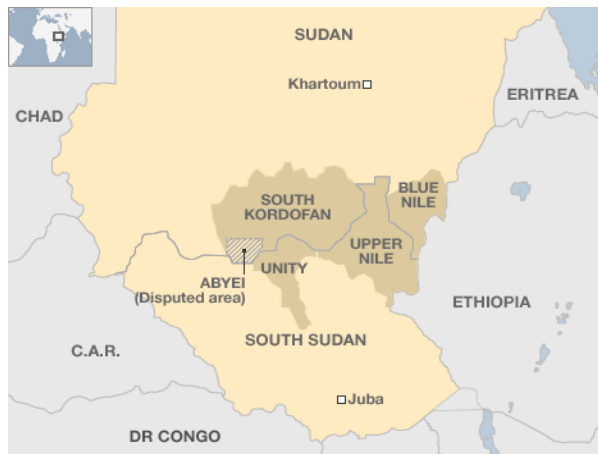 SUDAN
Khartoum
ERITREA
CHAD
BLUE
NILE
SOUTH
KORDOFAN
UPPER
NILE
UNITY
ABYEI
(Disputed area)
ETHIOPIA
SOUTH SUDAN
C.A.R.
Juba
DR CONGO